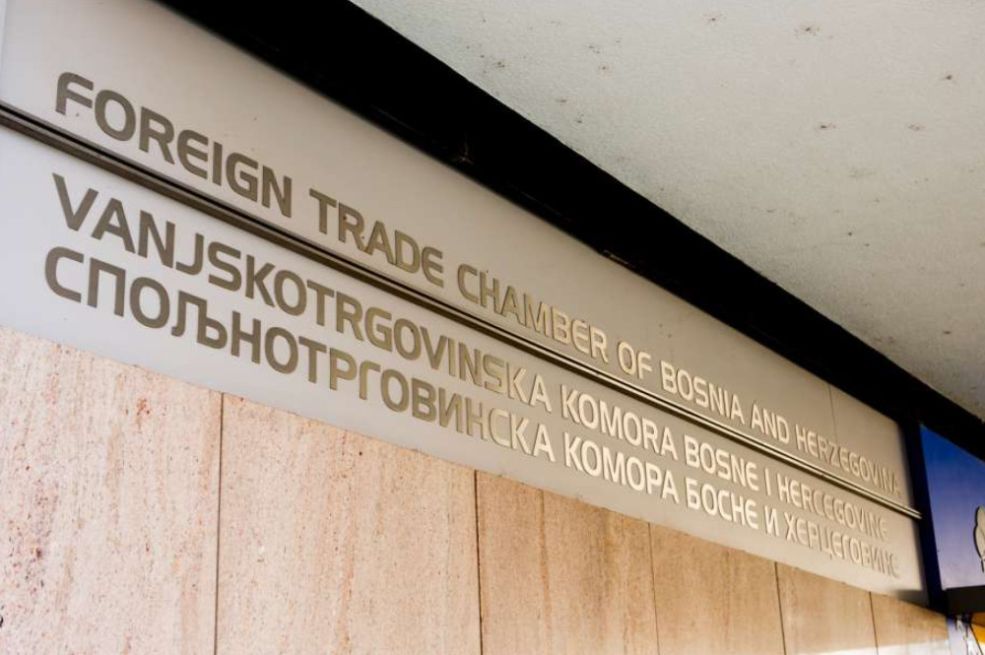 FOREIGN TRADE CHAMBER OF BOSNIA AND HERZEGOVINA
VANJSKOTRGOVINSKA KOMORA BOSNE I HERCEGOVINE
СПОЉНОТРГОВИНСКА КОМОРА БОСНЕ И ХЕРЦЕГОВИНЕ